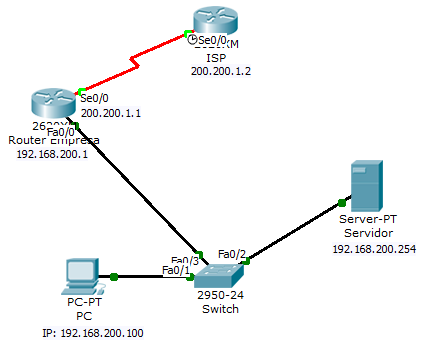 Se0/0
ISP
200.200.1.2
Se0/0
200.200.1.1
Fa0/0
Router Empresa
192.168.200.1
Fa0/3
Fa0/2
Fa0/1
Server-PT
Servidor
192.168.200.254
2950-24
Switch
PC-PT
PC
IP: 192.168.200.100